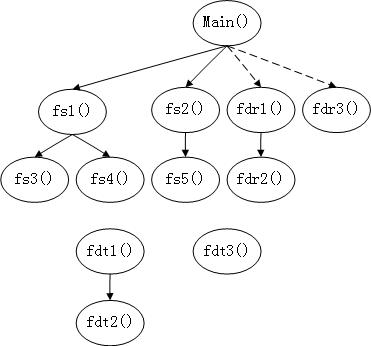 Main()
fs1() fs2() fdr1() fdr3()
fs3() fs4() fs5() fdr2()
fdt1() fdt3()
fdt2()